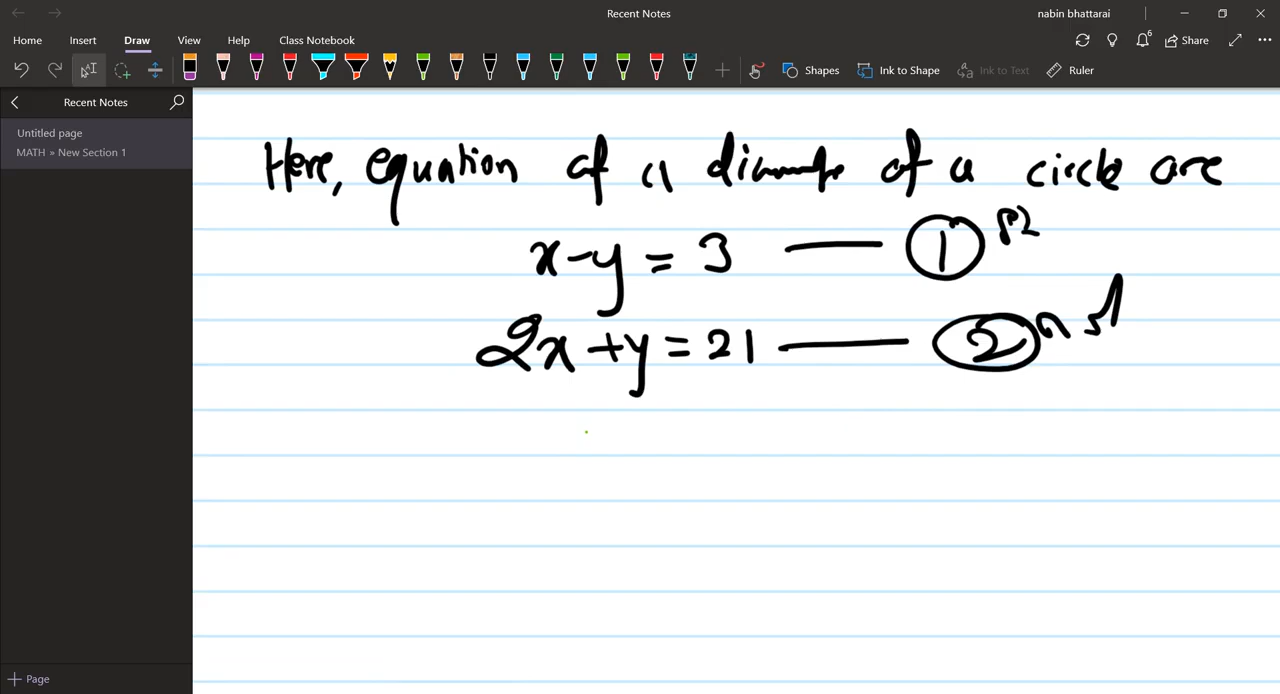 Recent Notes
nabin bhattarai
Home Insert Draw View Help Class Notebook
6 Share
Shapes Ink to Shape Ink to Text Ruler
Recent Notes
Untitled page
MATH » New Section 1
Here, equation of a of a circle are
x-y = 3 — 1
2x+y = 21 — 2
Page